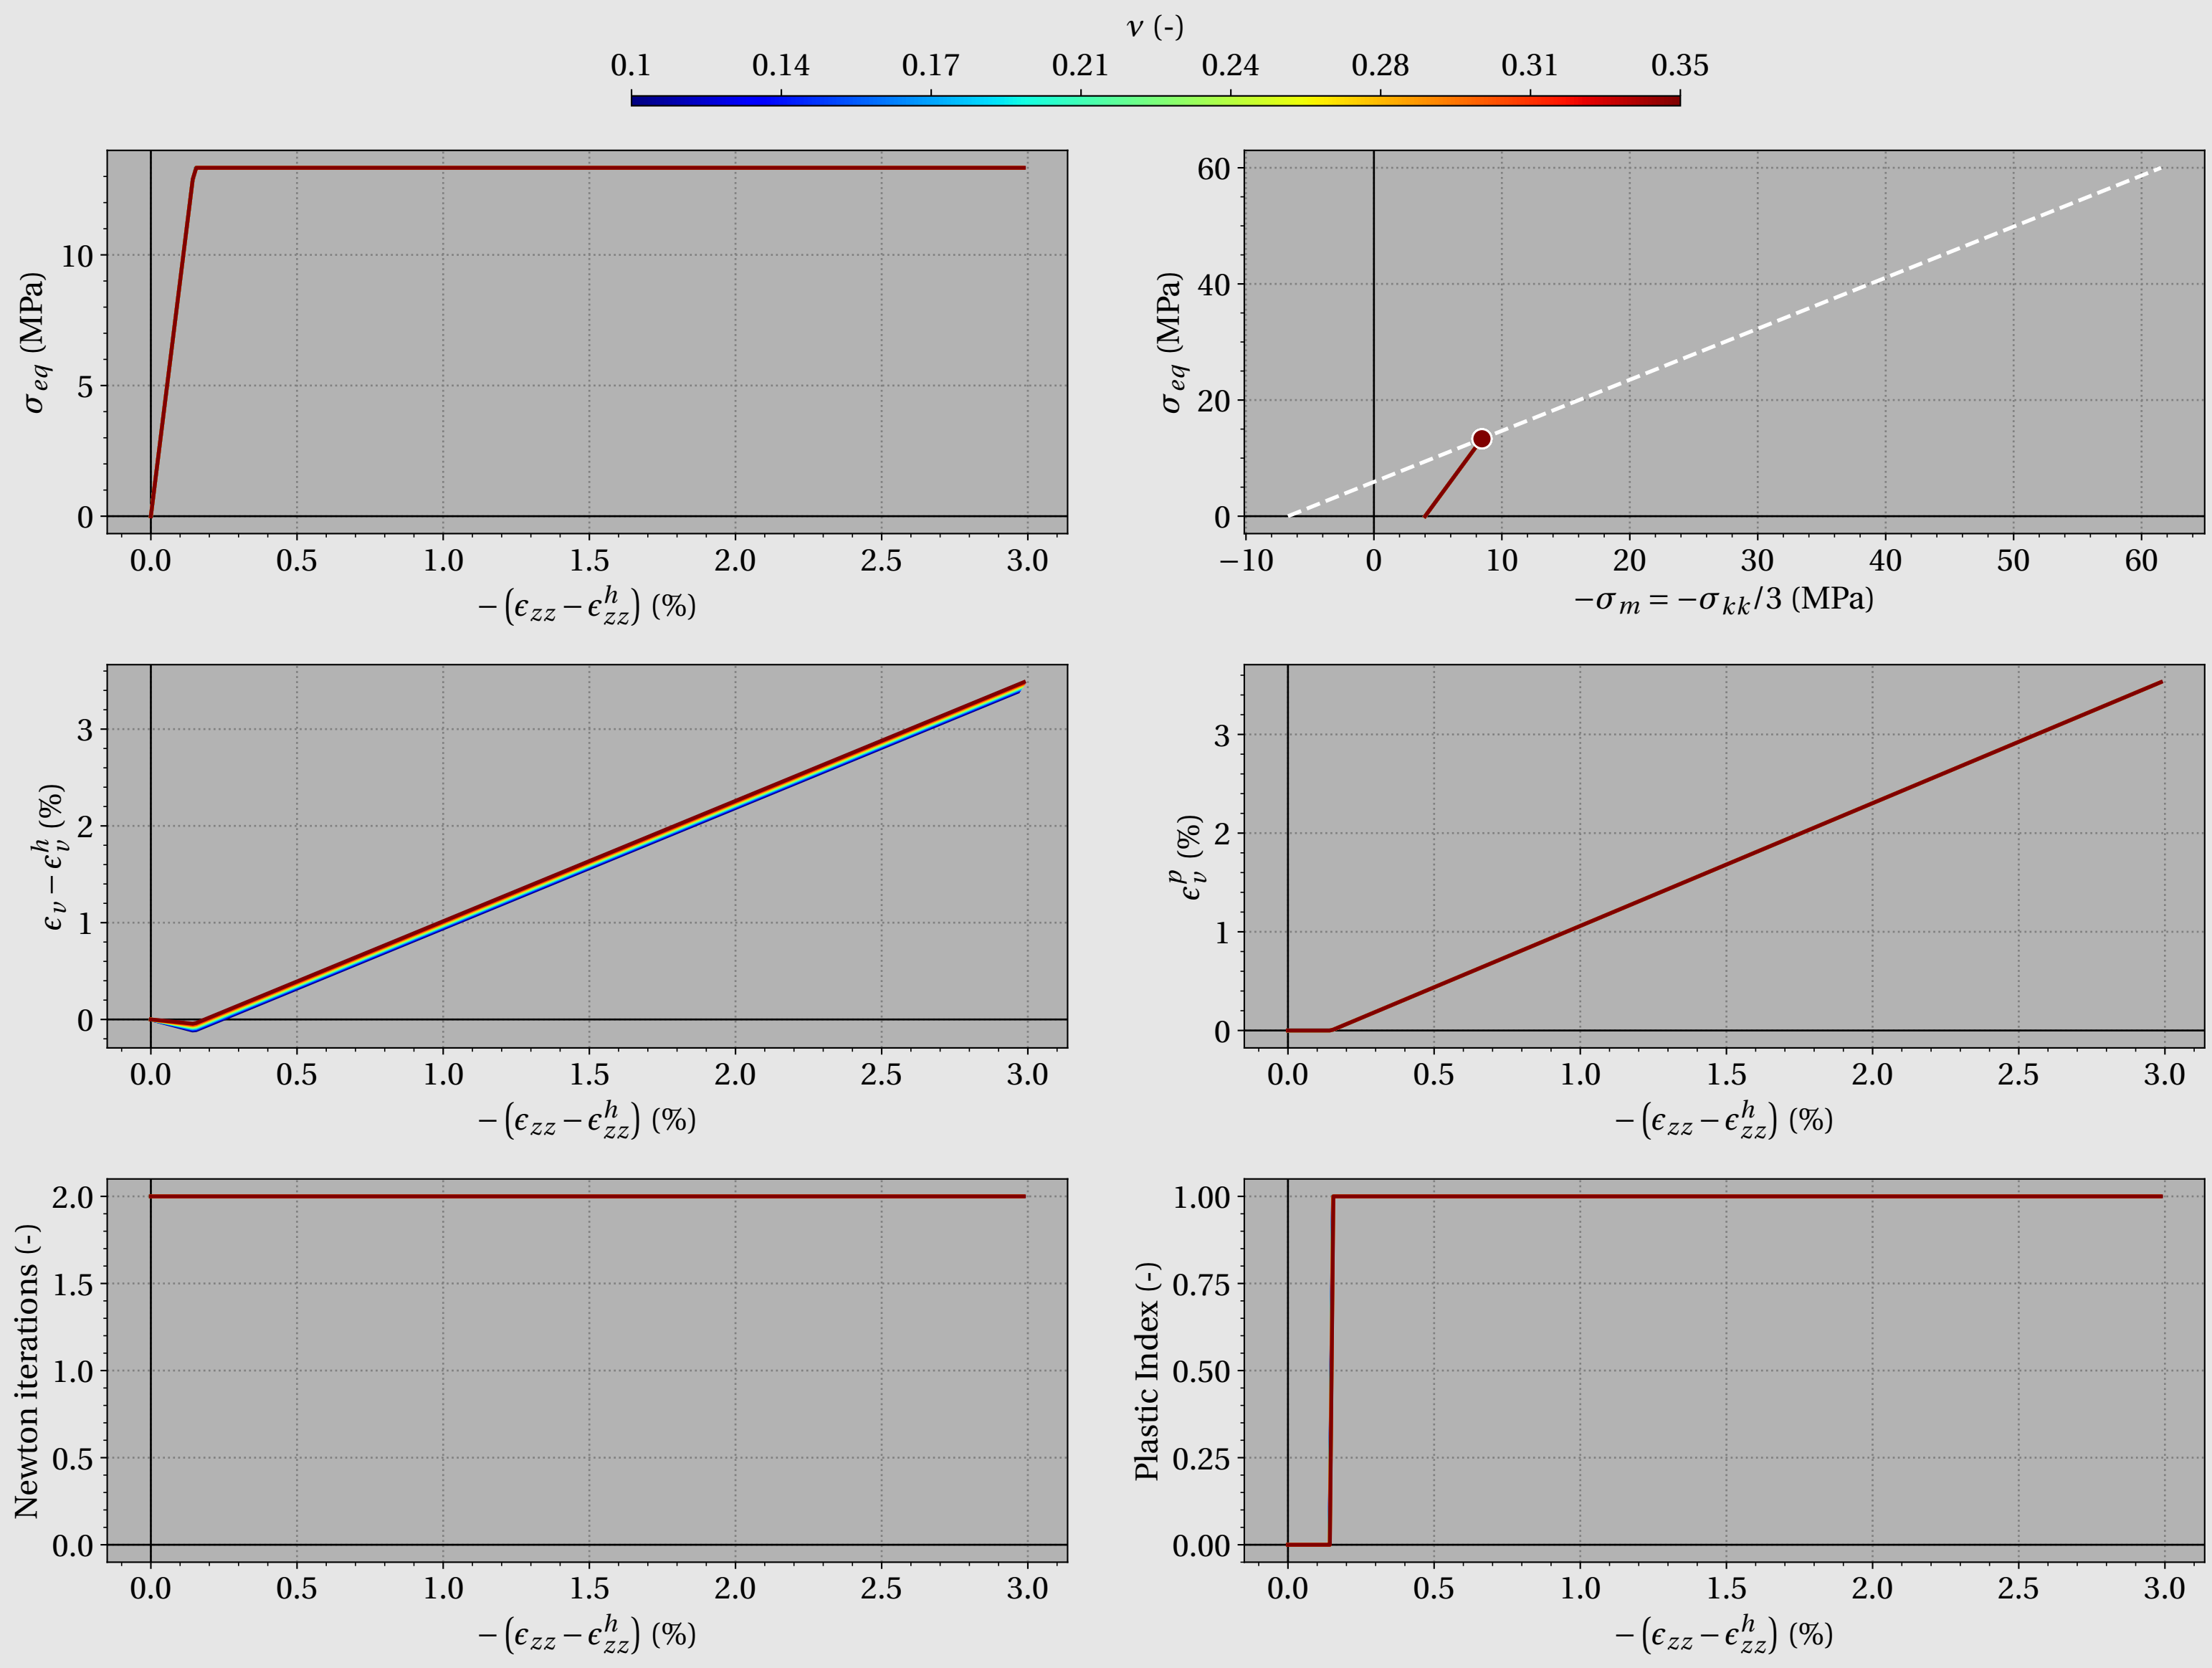 ν (-)
0.1 0.14 0.17 0.21 0.24 0.28 0.31 0.35
σ_eq (MPa)
10
5
0
0.0 0.5 1.0 1.5 2.0 2.5 3.0
−(ϵ_zz − ϵ^h_zz) (%)
σ_eq (MPa)
60
40
20
0
−10 0 10 20 30 40 50 60
−σ_m = −σ_kk/3 (MPa)
ϵ_v − ϵ^h_v (%)
3
2
1
0
0.0 0.5 1.0 1.5 2.0 2.5 3.0
−(ϵ_zz − ϵ^h_zz) (%)
ϵ^p_v (%)
3
2
1
0
0.0 0.5 1.0 1.5 2.0 2.5 3.0
−(ϵ_zz − ϵ^h_zz) (%)
Newton iterations (-)
2.0
1.5
1.0
0.5
0.0
0.0 0.5 1.0 1.5 2.0 2.5 3.0
−(ϵ_zz − ϵ^h_zz) (%)
Plastic Index (-)
1.00
0.75
0.50
0.25
0.00
0.0 0.5 1.0 1.5 2.0 2.5 3.0
−(ϵ_zz − ϵ^h_zz) (%)